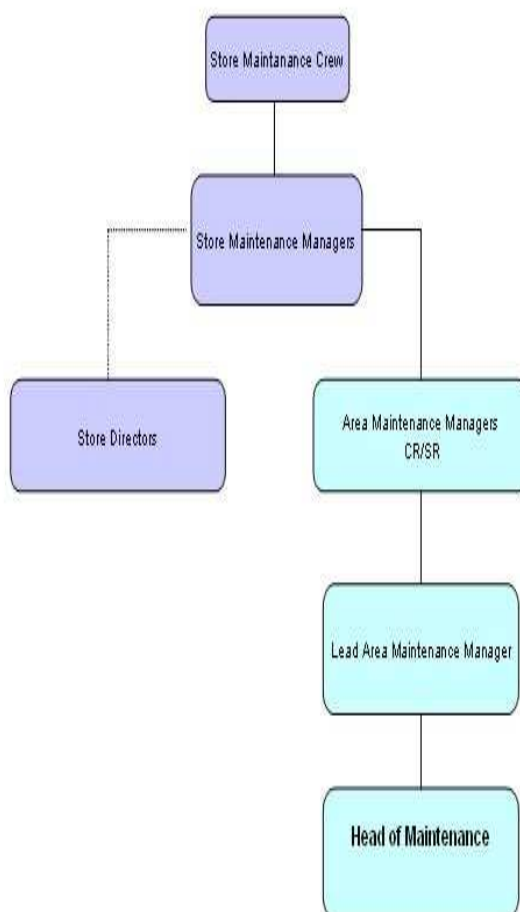 Store Maintanance Crew
Store Maintenance Managers
Store Directors
Area Maintenance Managers
CR/SR
Lead Area Maintenance Manager
Head of Maintenance